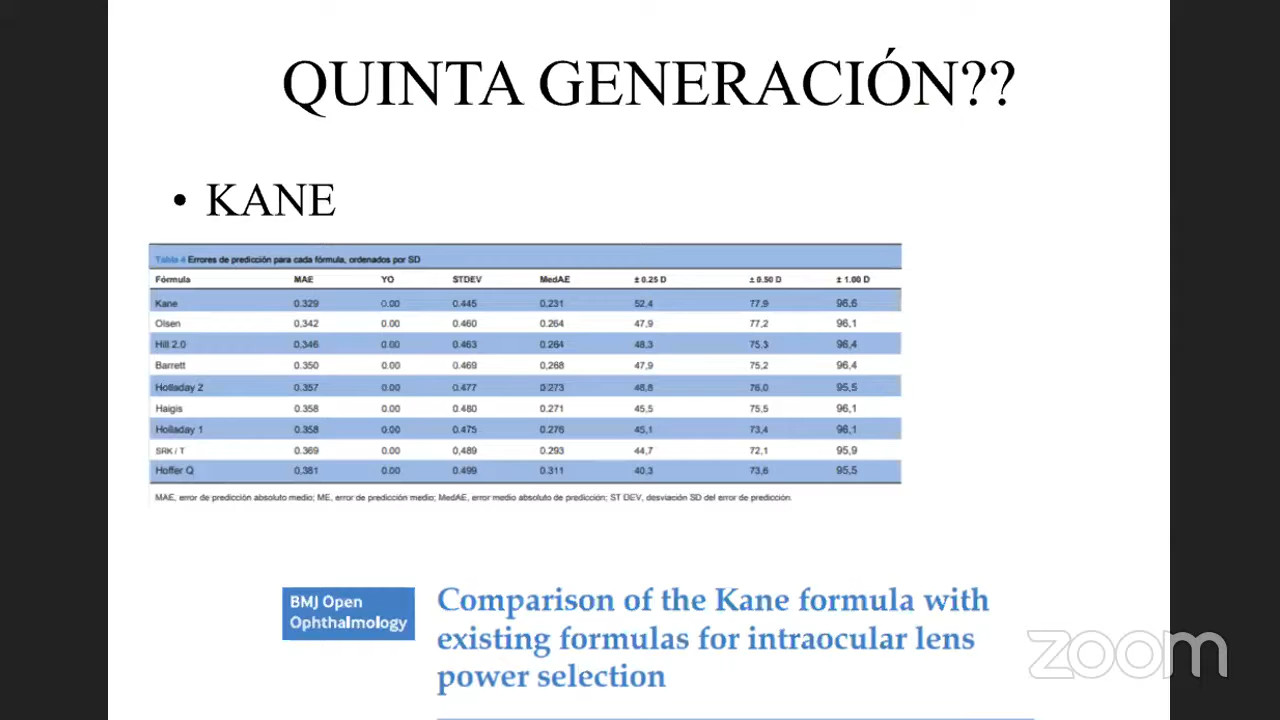 QUINTA GENERACIÓN??
• KANE
Tabla 4 Errores de predicción para cada fórmula, ordenados por SD
Fórmula MAE YO STDEV MedAE ± 0.25 D ± 0.50 D ± 1.00 D
Kane 0.329 0.00 0.445 0,231 52,4 77,9 96,6
Olsen 0,342 0.00 0.460 0.264 47,9 77,2 96,1
Hill 2.0 0,346 0.00 0.463 0.264 48,3 75,3 96,4
Barrett 0.350 0.00 0.469 0,268 47,9 75,2 96,4
Holladay 2 0.357 0.00 0.477 0.273 48,8 76,0 95,5
Haigis 0.358 0.00 0.480 0.271 45,5 75,5 96,1
Holladay 1 0.358 0.00 0.475 0.276 45,1 73,4 96,1
SRK / T 0.369 0.00 0,489 0.293 44,7 72,1 95,9
Hoffer Q 0,381 0.00 0.499 0.311 40,3 73,6 95,5
MAE, error de predicción absoluto medio; ME, error de predicción medio; MedAE, error medio absoluto de predicción; ST DEV, desviación SD del error de predicción.
BMJ Open
Ophthalmology
Comparison of the Kane formula with
existing formulas for intraocular lens
power selection
zoom